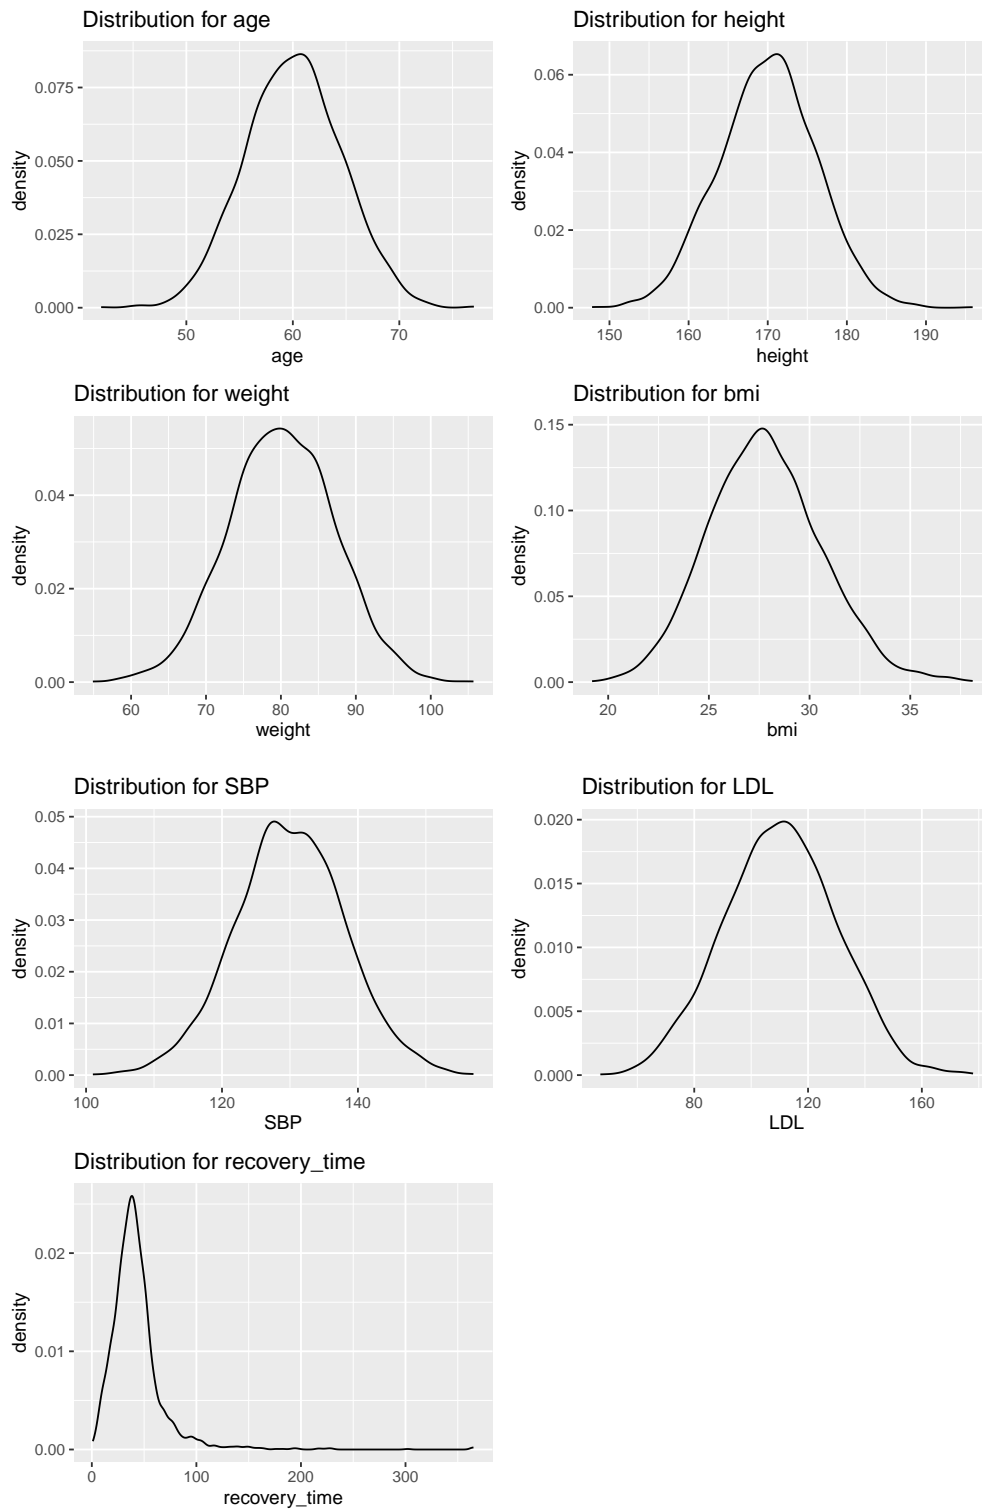 Distribution for age
density
0.075
0.050
0.025
0.000
50 60 70
age
Distribution for height
density
0.06
0.04
0.02
0.00
150 160 170 180 190
height
Distribution for weight
density
0.04
0.02
0.00
60 70 80 90 100
weight
Distribution for bmi
density
0.15
0.10
0.05
0.00
20 25 30 35
bmi
Distribution for SBP
density
0.05
0.04
0.03
0.02
0.01
0.00
100 120 140
SBP
Distribution for LDL
density
0.020
0.015
0.010
0.005
0.000
80 120 160
LDL
Distribution for recovery_time
density
0.02
0.01
0.00
0 100 200 300
recovery_time